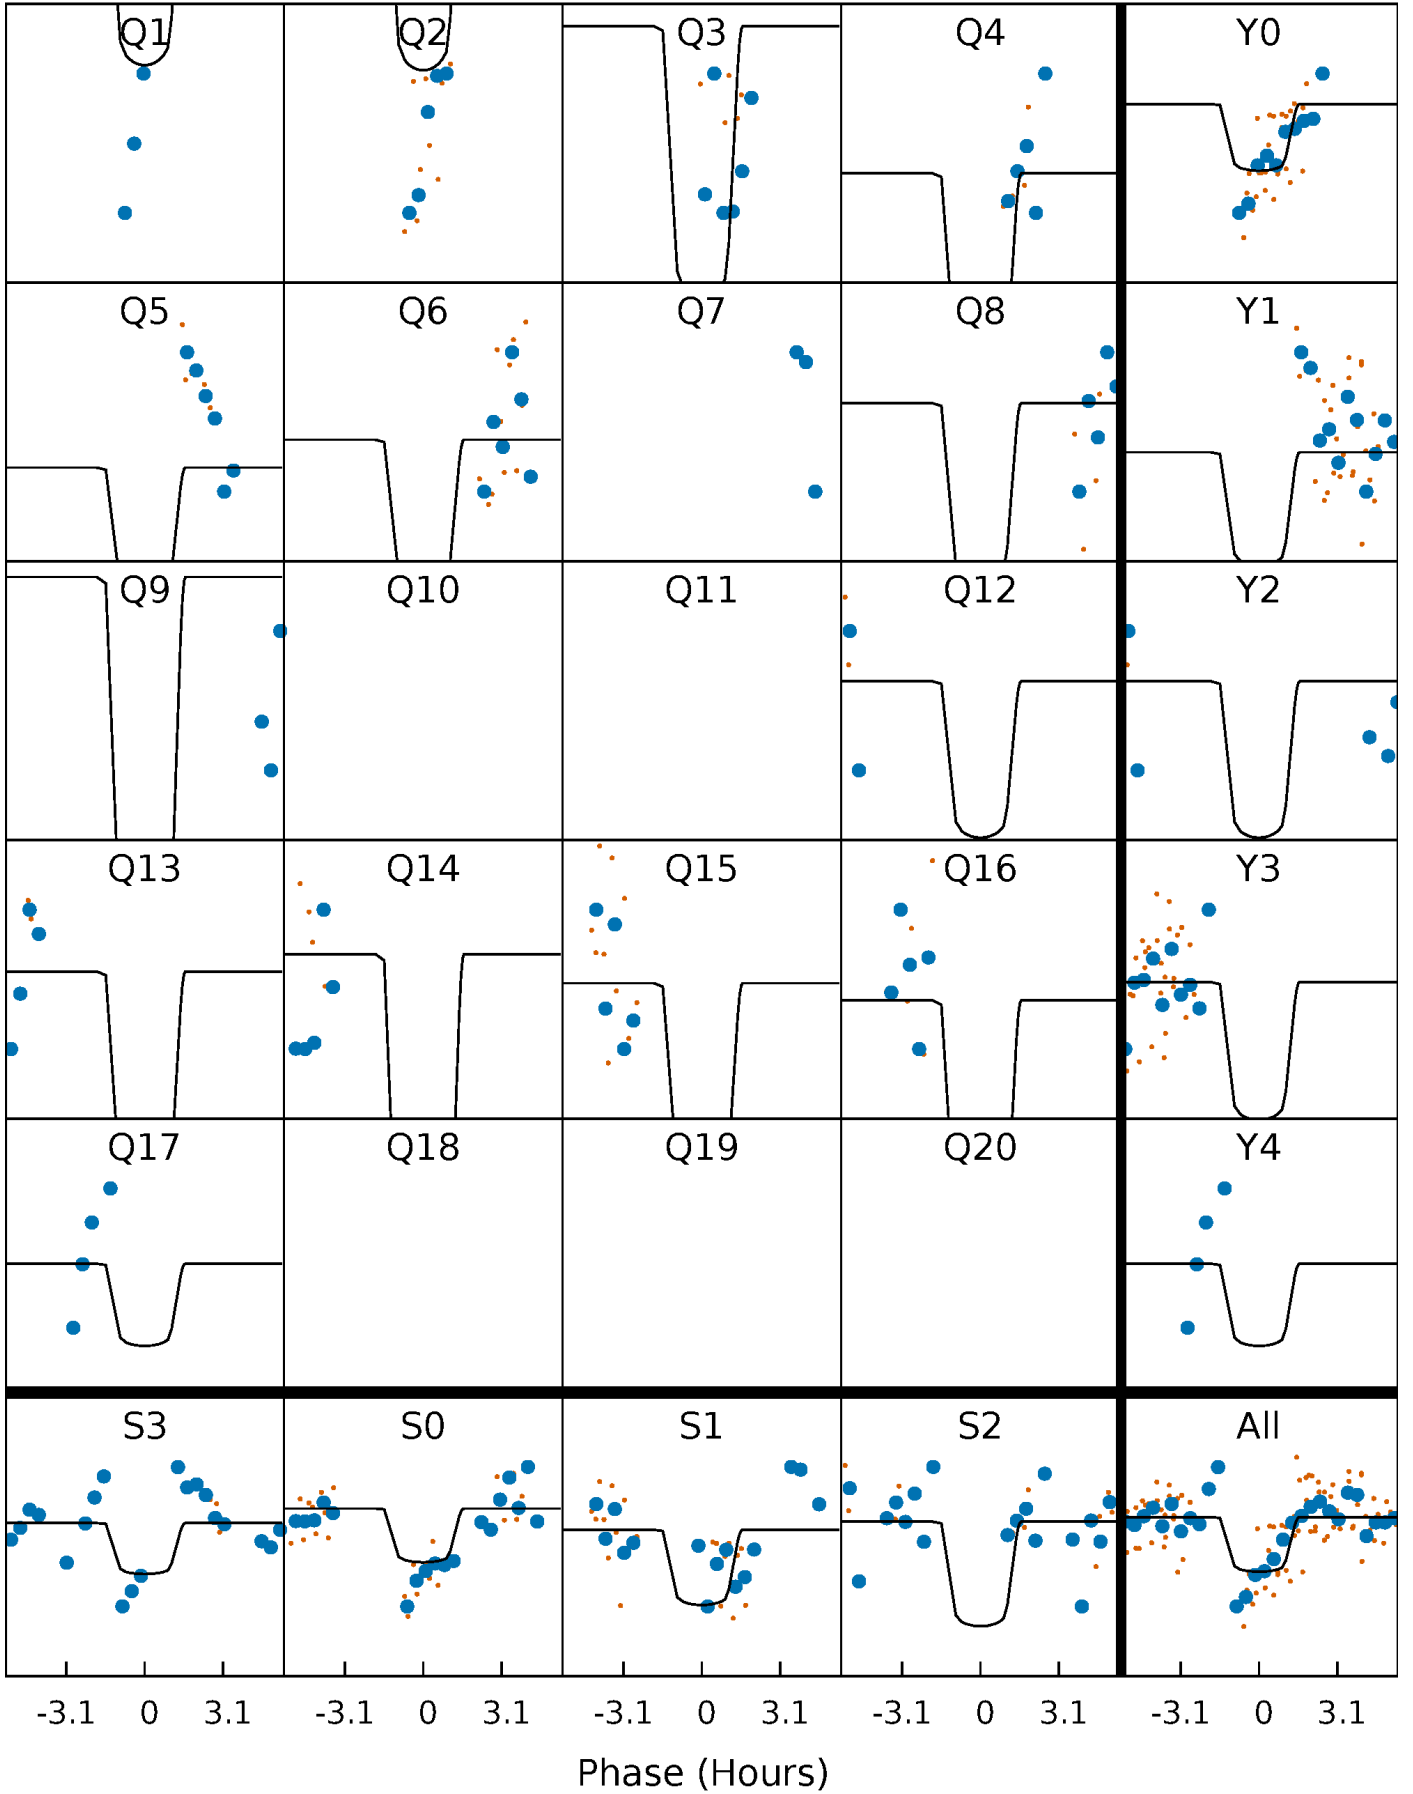 Q1 Q2 Q3 Q4 Y0
Q5 Q6 Q7 Q8 Y1
Q9 Q10 Q11 Q12 Y2
Q13 Q14 Q15 Q16 Y3
Q17 Q18 Q19 Q20 Y4
S3 S0 S1 S2 All
-3.1 0 3.1 -3.1 0 3.1 -3.1 0 3.1 -3.1 0 3.1 -3.1 0 3.1
Phase (Hours)